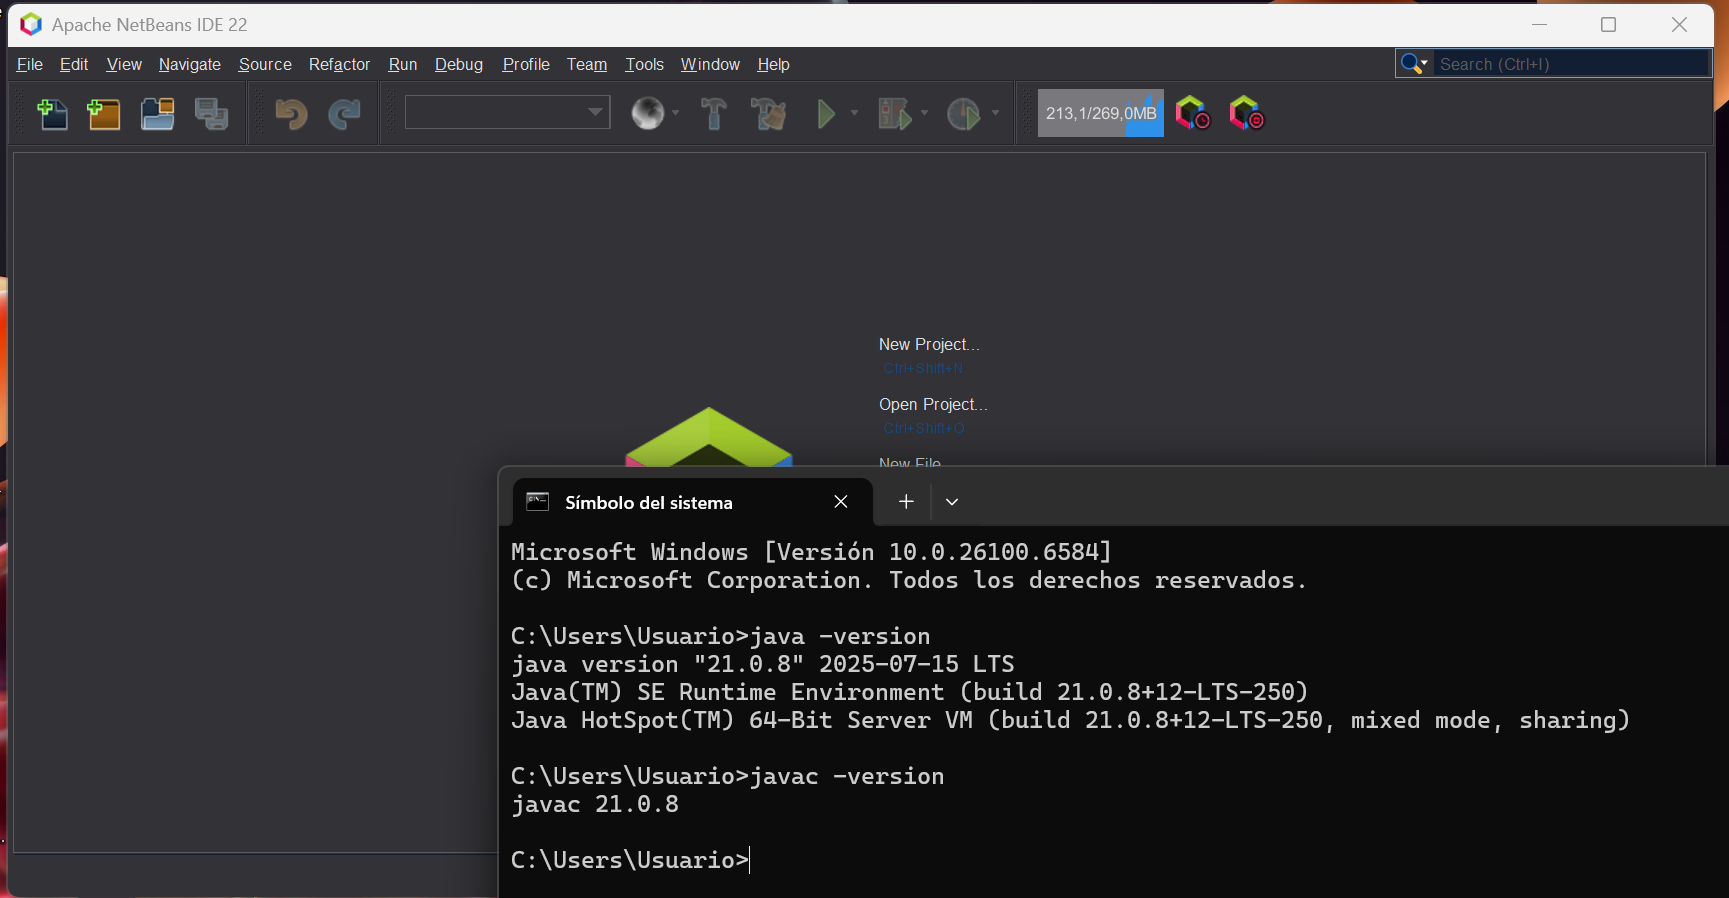 Apache NetBeans IDE 22
File Edit View Navigate Source Refactor Run Debug Profile Team Tools Window Help
Search (Ctrl+I)
213,1/269,0MB
New Project...
Ctrl+Shift+N
Open Project...
Ctrl+Shift+O
New File
Símbolo del sistema
Microsoft Windows [Versión 10.0.26100.6584]
(c) Microsoft Corporation. Todos los derechos reservados.
C:\Users\Usuario>java -version
java version "21.0.8" 2025-07-15 LTS
Java(TM) SE Runtime Environment (build 21.0.8+12-LTS-250)
Java HotSpot(TM) 64-Bit Server VM (build 21.0.8+12-LTS-250, mixed mode, sharing)
C:\Users\Usuario>javac -version
javac 21.0.8
C:\Users\Usuario>